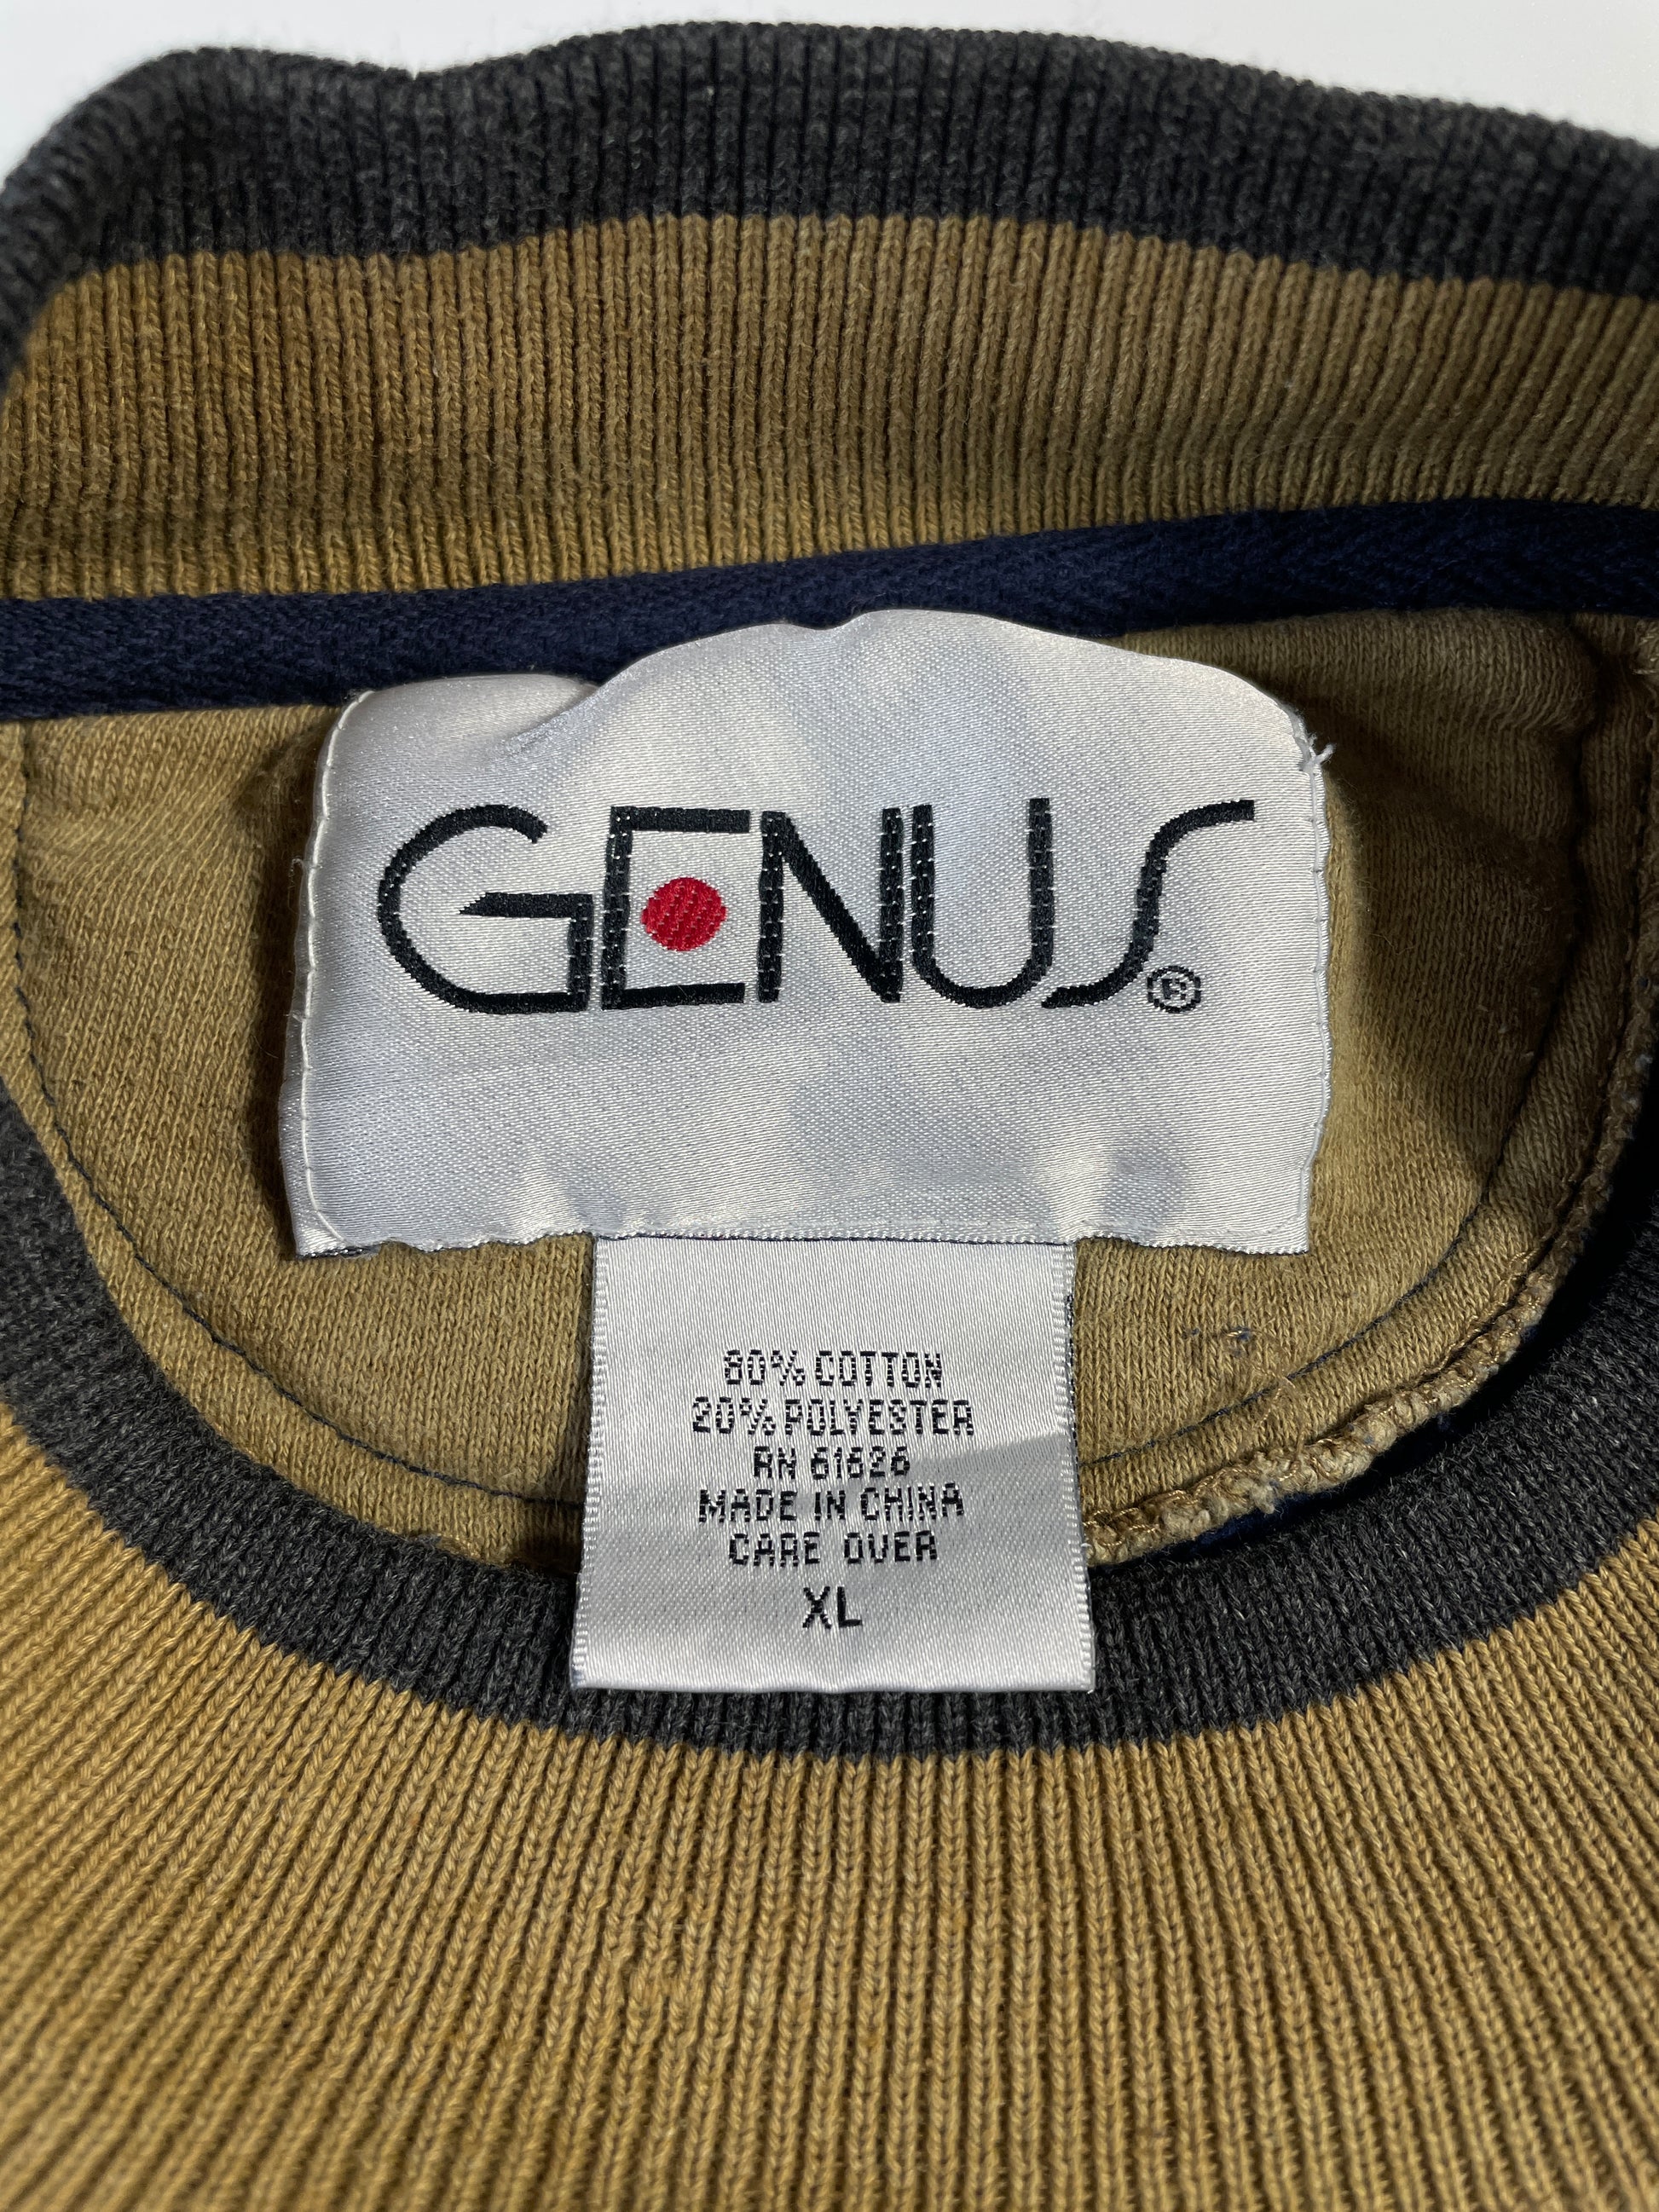 GENUS®
80% COTTON
20% POLYESTER
RN 61626
MADE IN CHINA
CARE OVER
XL